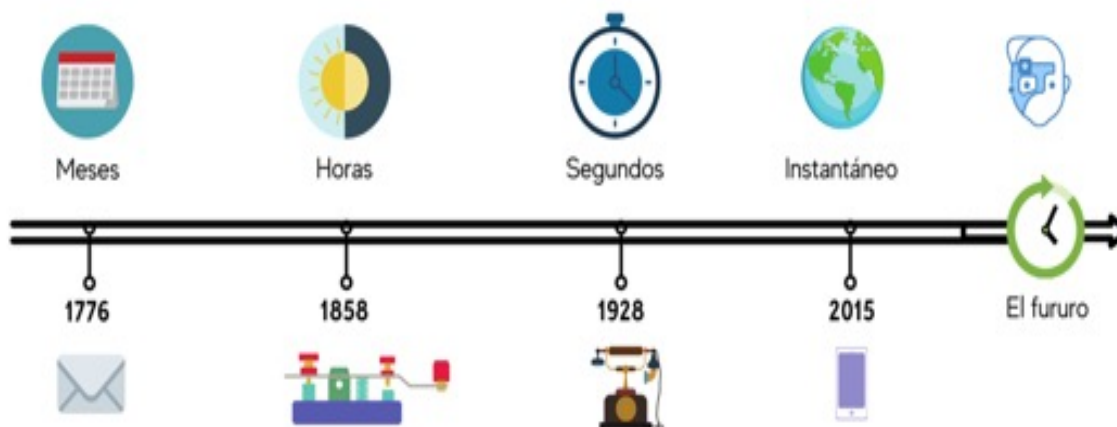 Meses
Horas
Segundos
Instantáneo
1776
1858
1928
2015
El fururo